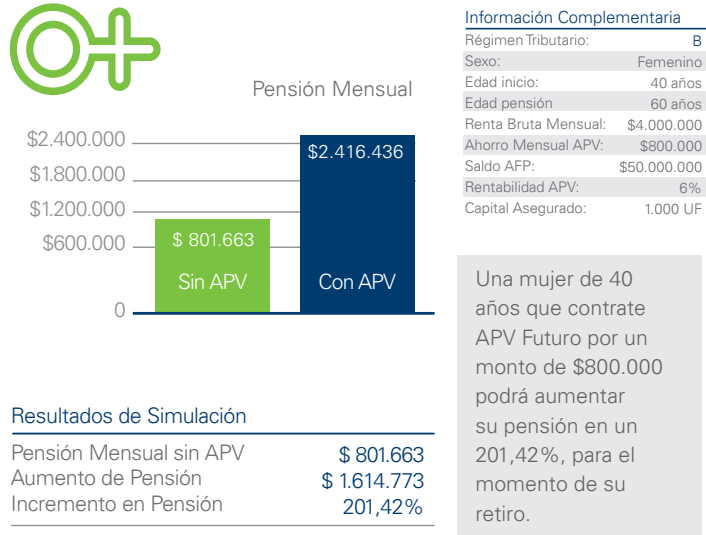 Pensión Mensual
$2.400.000
$1.800.000
$1.200.000
$600.000
0
$2.416.436
$ 801.663
Sin APV
Con APV
Resultados de Simulación
Pensión Mensual sin APV $ 801.663
Aumento de Pensión $ 1.614.773
Incremento en Pensión 201,42%
Información Complementaria
Régimen Tributario: B
Sexo: Femenino
Edad inicio: 40 años
Edad pensión 60 años
Renta Bruta Mensual: $4.000.000
Ahorro Mensual APV: $800.000
Saldo AFP: $50.000.000
Rentabilidad APV: 6%
Capital Asegurado: 1.000 UF
Una mujer de 40
años que contrate
APV Futuro por un
monto de $800.000
podrá aumentar
su pensión en un
201,42%, para el
momento de su
retiro.